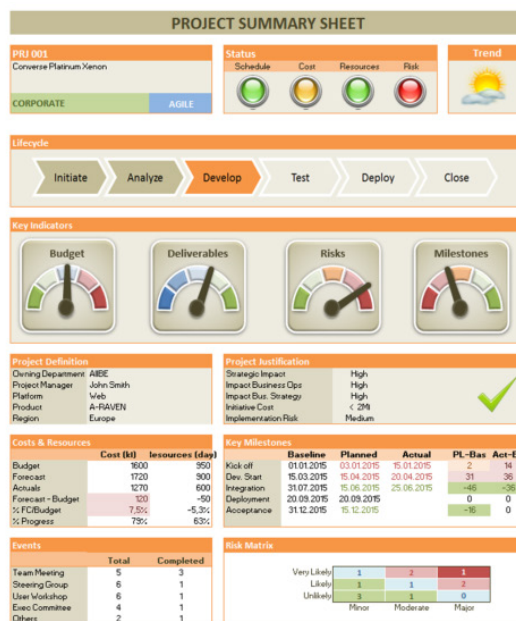 PROJECT SUMMARY SHEET
PRJ 001
Converse Platinum Xenon
CORPORATE AGILE
Status
Schedule Cost Resources Risk
Trend
Lifecycle
Initiate Analyze Develop Test Deploy Close
Key Indicators
Budget Deliverables Risks Milestones
Project Definition
Owning Department AIIBE
Project Manager John Smith
Platform Web
Product A-RAVEN
Region Europe
Project Justification
Strategic Impact High
Impact Business Ops High
Impact Bus. Strategy High
Initiative Cost < 2M
Implementation Risk Medium
Costs & Resources
Cost (kl) lesources (day)
Budget 1600 950
Forecast 1720 900
Actuals 1270 600
Forecast - Budget 120 -50
% FC/Budget 7,5% -5,3%
% Progress 79% 63%
Key Milestones
Baseline Planned Actual PL-Bas Act-B
Kick off 01.01.2015 03.01.2015 15.01.2015 2 14
Dev. Start 15.03.2015 15.04.2015 20.04.2015 31 36
Integration 31.07.2015 15.06.2015 25.06.2015 -46 -36
Deployment 20.09.2015 20.09.2015 0 0
Acceptance 31.12.2015 15.12.2015 -16 0
Events
Total Completed
Team Meeting 5 3
Steering Group 6 1
User Workshop 6 1
Exec Committee 4 1
Others 2 1
Risk Matrix
Very Likely 1 2 1
Likely 1 1 2
Unlikely 3 1 0
Minor Moderate Major